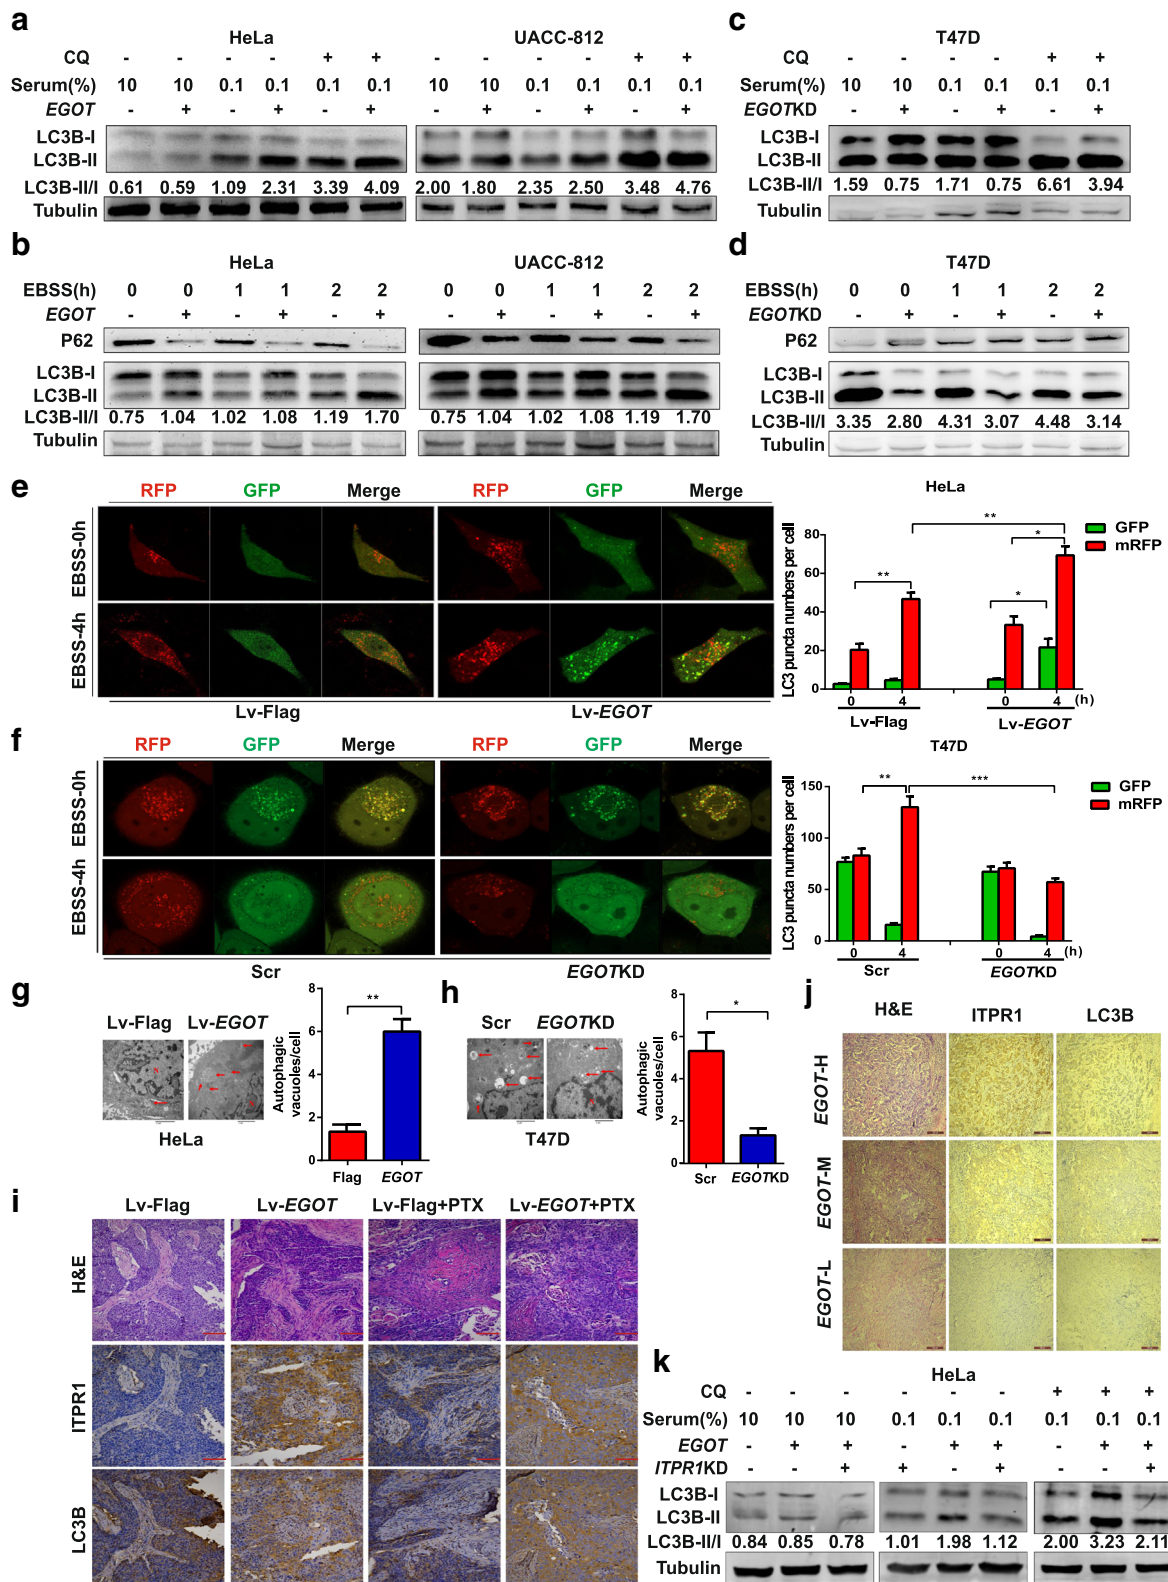 a
HeLa
CQ - - - - + +
Serum(%) 10 10 0.1 0.1 0.1 0.1
EGOT - + - + - +
LC3B-I
LC3B-II
LC3B-II/I 0.61 0.59 1.09 2.31 3.39 4.09
Tubulin
UACC-812
- - - - + +
10 10 0.1 0.1 0.1 0.1
- + - + - +
2.00 1.80 2.35 2.50 3.48 4.76
c
T47D
CQ - - - - + +
Serum(%) 10 10 0.1 0.1 0.1 0.1
EGOTKD - + - + - +
LC3B-I
LC3B-II
LC3B-II/I 1.59 0.75 1.71 0.75 6.61 3.94
Tubulin
b
HeLa
EBSS(h) 0 0 1 1 2 2
EGOT - + - + - +
P62
LC3B-I
LC3B-II
LC3B-II/I 0.75 1.04 1.02 1.08 1.19 1.70
Tubulin
UACC-812
0 0 1 1 2 2
- + - + - +
0.75 1.04 1.02 1.08 1.19 1.70
d
T47D
EBSS(h) 0 0 1 1 2 2
EGOTKD - + - + - +
P62
LC3B-I
LC3B-II
LC3B-II/I 3.35 2.80 4.31 3.07 4.48 3.14
Tubulin
e
RFP GFP Merge RFP GFP Merge
EBSS-0h
EBSS-4h
Lv-Flag Lv-EGOT
HeLa
LC3 puncta numbers per cell
80
60
40
20
0
** * ** *
GFP
mRFP
0 4 0 4 (h)
Lv-Flag Lv-EGOT
f
RFP GFP Merge RFP GFP Merge
EBSS-0h
EBSS-4h
Scr EGOTKD
T47D
LC3 puncta numbers per cell
150
100
50
0
** ***
GFP
mRFP
0 4 0 4 (h)
Scr EGOTKD
g
Lv-Flag Lv-EGOT
N
HeLa
Autophagic
vacuoles/cell
8
6
4
2
0
**
Flag EGOT
h
Scr EGOTKD
T47D
Autophagic
vacuoles/cell
8
6
4
2
0
*
Scr EGOTKD
j
H&E ITPR1 LC3B
EGOT-H
EGOT-M
EGOT-L
i
Lv-Flag Lv-EGOT Lv-Flag+PTX Lv-EGOT+PTX
H&E
ITPR1
LC3B
k
HeLa
CQ - - - - - - + + +
Serum(%) 10 10 10 0.1 0.1 0.1 0.1 0.1 0.1
EGOT - + + - + + - + +
ITPR1KD - - + + - + - - +
LC3B-I
LC3B-II
LC3B-II/I 0.84 0.85 0.78 1.01 1.98 1.12 2.00 3.23 2.11
Tubulin